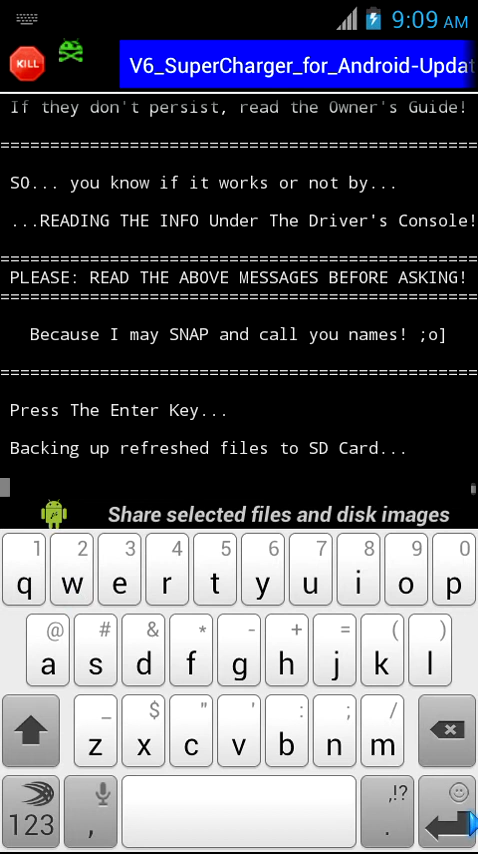 9:09 AM
KILL
V6_SuperCharger_for_Android-Updat
If they don't persist, read the Owner's Guide!
===============================================
SO... you know if it works or not by...
...READING THE INFO Under The Driver's Console!
===============================================
PLEASE: READ THE ABOVE MESSAGES BEFORE ASKING!
===============================================
Because I may SNAP and call you names! ;o]
===============================================
Press The Enter Key...
Backing up refreshed files to SD Card...
Share selected files and disk images
1 2 3 4 5 6 7 8 9 0
q w e r t y u i o p
@ # & * - + = ( )
a s d f g h j k l
_ $ " ' : ; /
z x c v b n m
,!?
123 , .